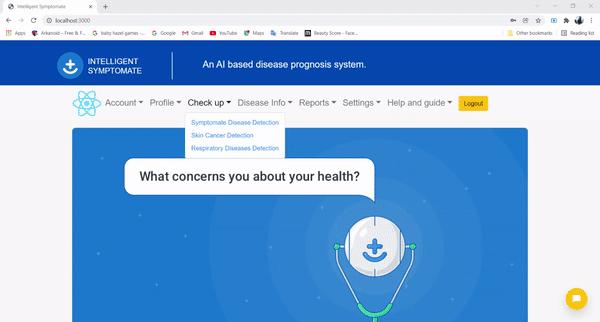 Intelligent Symptomate
localhost:3000
Apps
Arkanoid – Free & F...
baby hazel games -...
Google
Gmail
YouTube
Maps
Translate
Beauty Score - Face...
Other bookmarks
Reading list
INTELLIGENT
SYMPTOMATE
An AI based disease prognosis system.
Account
Profile
Check up
Disease Info
Reports
Settings
Help and guide
Logout
Symptomate Disease Detection
Skin Cancer Detection
Respiratory Diseases Detection
What concerns you about your health?